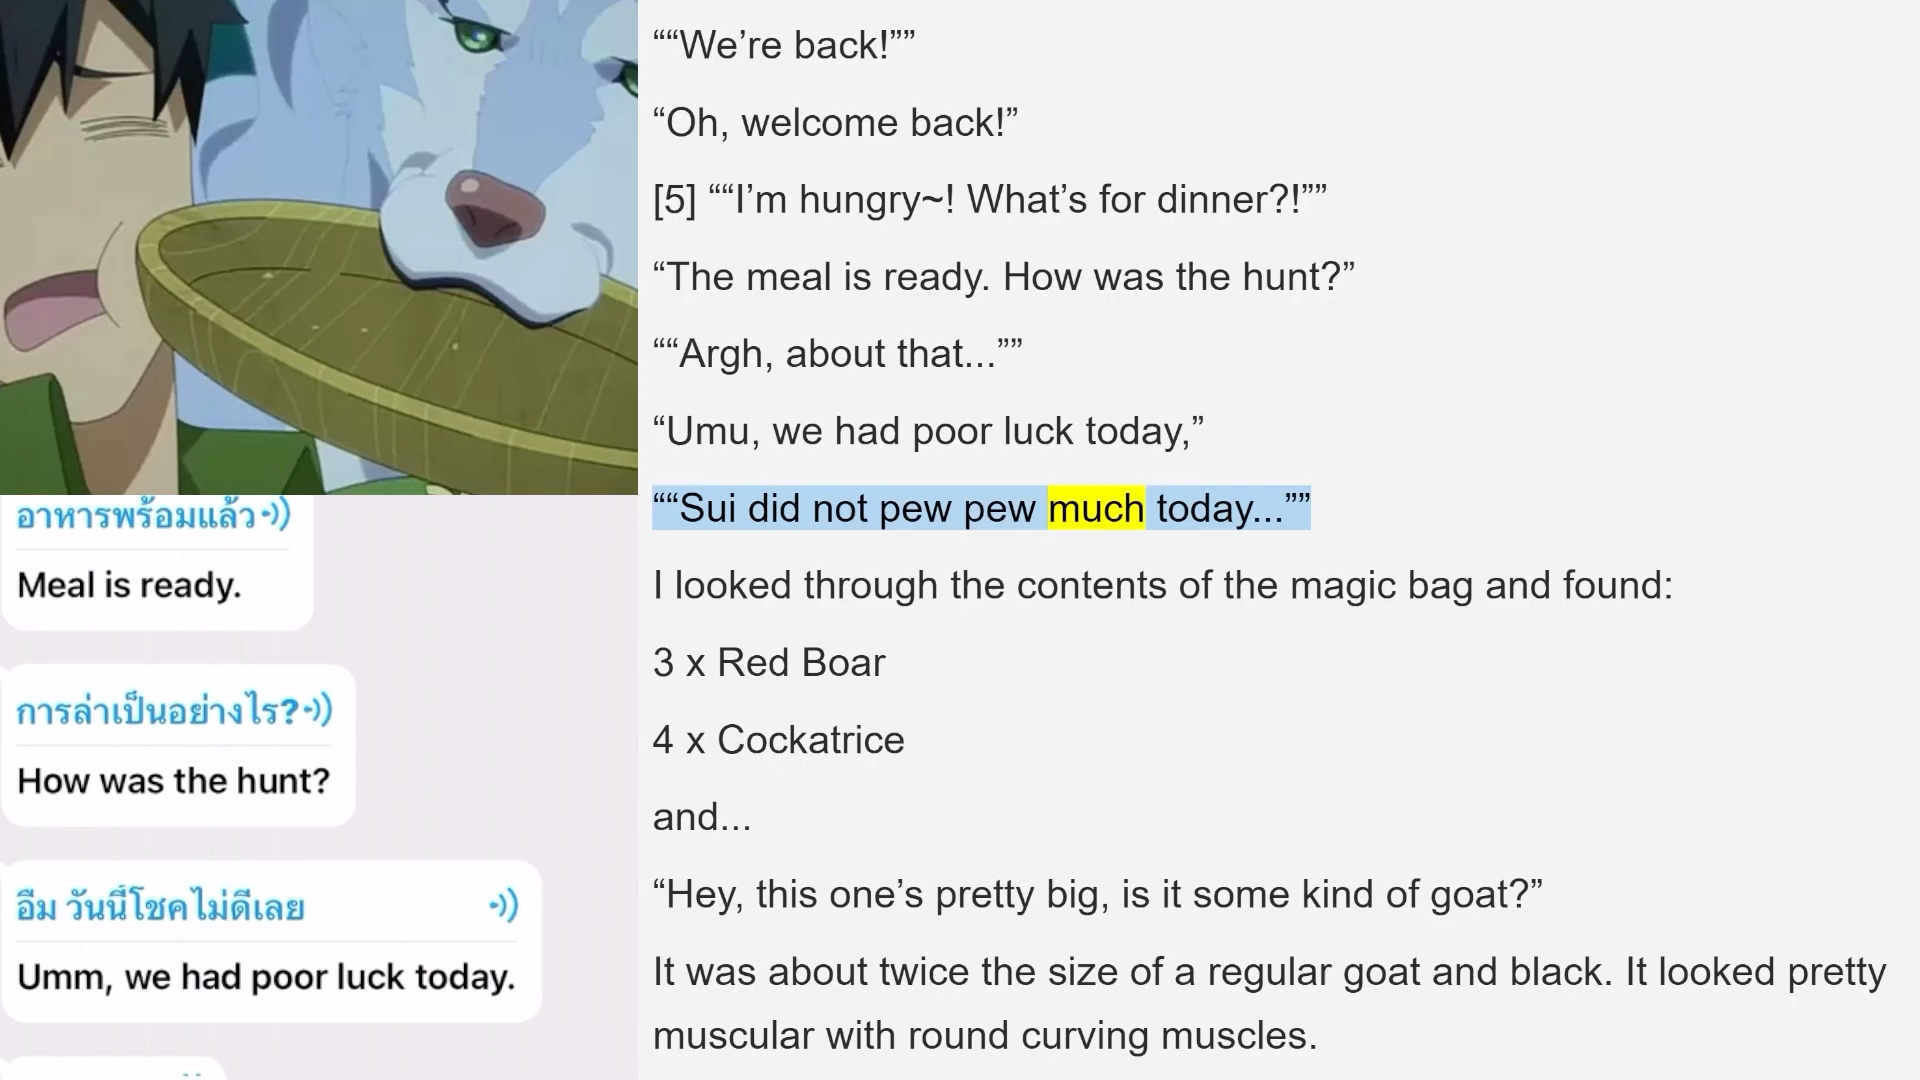 อาหารพร้อมแล้ว
Meal is ready.
การล่าเป็นอย่างไร?
How was the hunt?
อืม วันนี้โชคไม่ดีเลย
Umm, we had poor luck today.
““We’re back!””
“Oh, welcome back!”
[5] ““I’m hungry~! What’s for dinner?!””
“The meal is ready. How was the hunt?”
““Argh, about that...””
“Umu, we had poor luck today,”
““Sui did not pew pew much today...””
I looked through the contents of the magic bag and found:
3 x Red Boar
4 x Cockatrice
and...
“Hey, this one’s pretty big, is it some kind of goat?”
It was about twice the size of a regular goat and black. It looked pretty
muscular with round curving muscles.